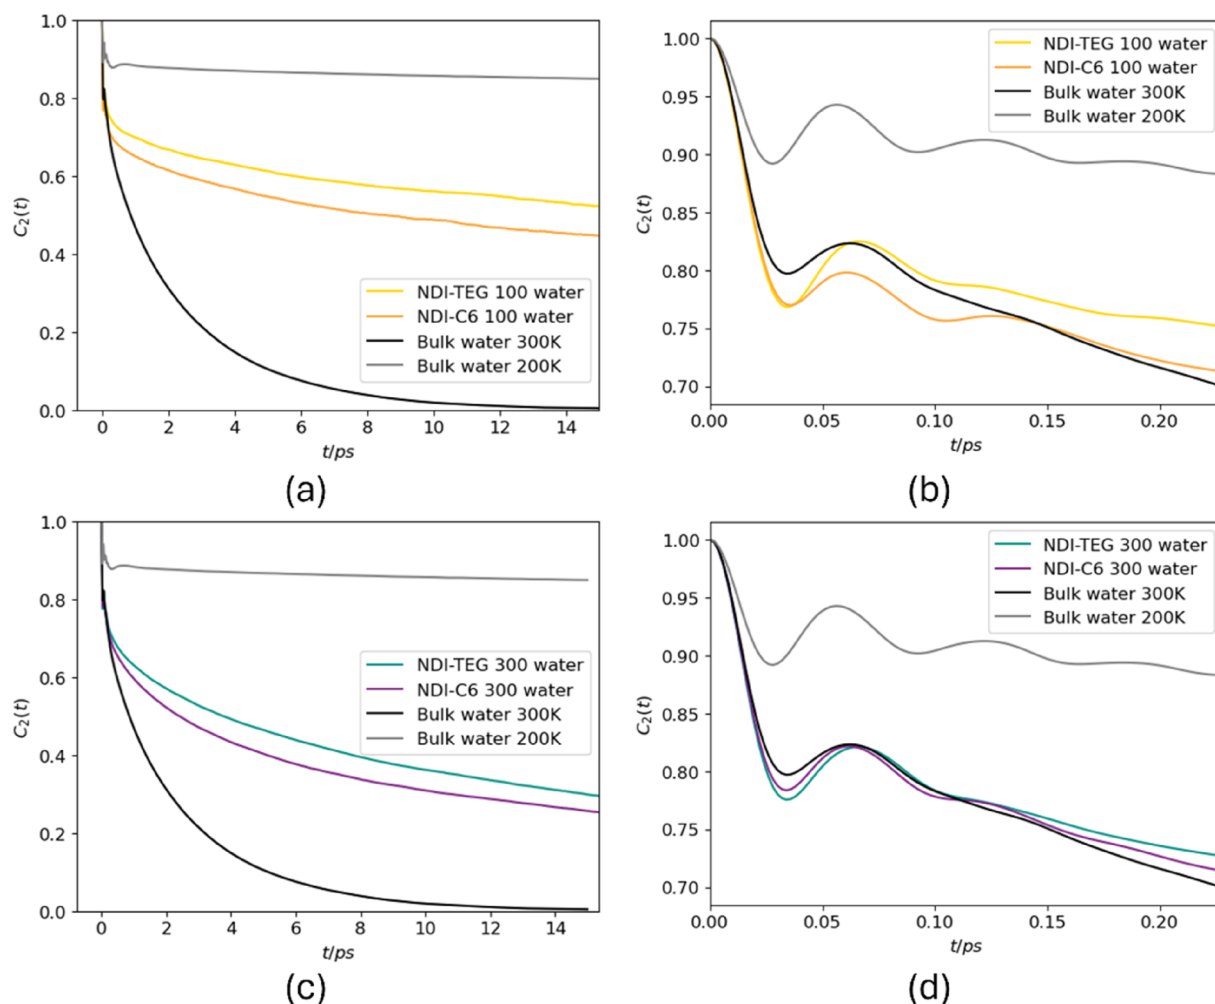 1.0
0.8
0.6
0.4
0.2
0.0
C₂(t)
NDI-TEG 100 water
NDI-C6 100 water
Bulk water 300K
Bulk water 200K
0 2 4 6 8 10 12 14
t/ps
(a)
1.00
0.95
0.90
0.85
0.80
0.75
0.70
C₂(t)
NDI-TEG 100 water
NDI-C6 100 water
Bulk water 300K
Bulk water 200K
0.00 0.05 0.10 0.15 0.20
t/ps
(b)
1.0
0.8
0.6
0.4
0.2
0.0
C₂(t)
NDI-TEG 300 water
NDI-C6 300 water
Bulk water 300K
Bulk water 200K
0 2 4 6 8 10 12 14
t/ps
(c)
1.00
0.95
0.90
0.85
0.80
0.75
0.70
C₂(t)
NDI-TEG 300 water
NDI-C6 300 water
Bulk water 300K
Bulk water 200K
0.00 0.05 0.10 0.15 0.20
t/ps
(d)